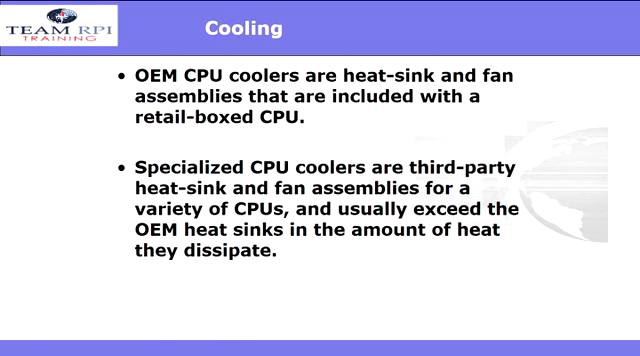 TEAM RPI
TRAINING
Cooling
• OEM CPU coolers are heat-sink and fan
assemblies that are included with a
retail-boxed CPU.
• Specialized CPU coolers are third-party
heat-sink and fan assemblies for a
variety of CPUs, and usually exceed the
OEM heat sinks in the amount of heat
they dissipate.